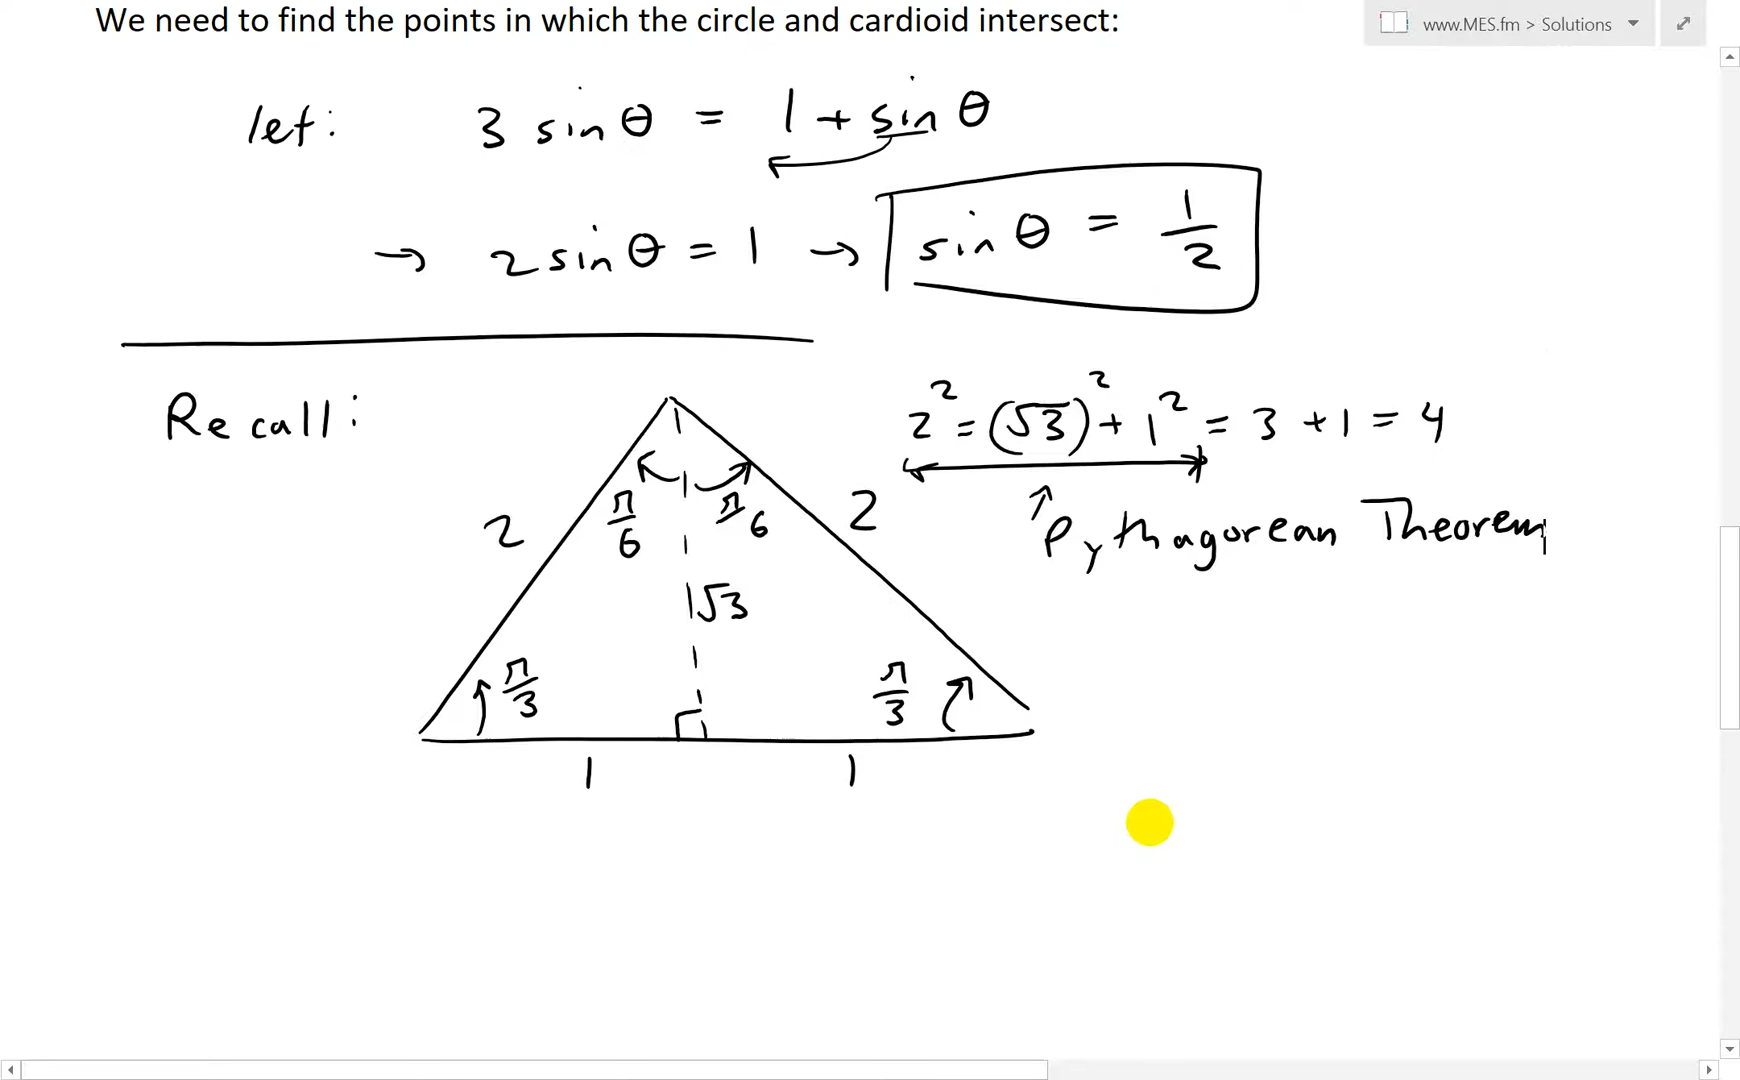 We need to find the points in which the circle and cardioid intersect:
www.MES.fm > Solutions
let: 3 sin θ = 1 + sin θ
→ 2 sin θ = 1 → sin θ = 1/2
Recall:
2² = (√3)² + 1² = 3 + 1 = 4
↑ Pythagorean Theorem
π/6 π/6
2 2
√3
π/3 π/3
1 1